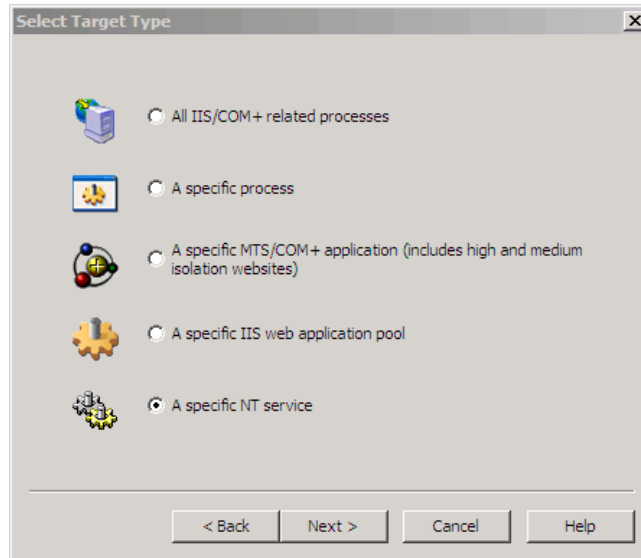 Select Target Type
All IIS/COM+ related processes
A specific process
A specific MTS/COM+ application (includes high and medium
isolation websites)
A specific IIS web application pool
A specific NT service
< Back Next > Cancel Help